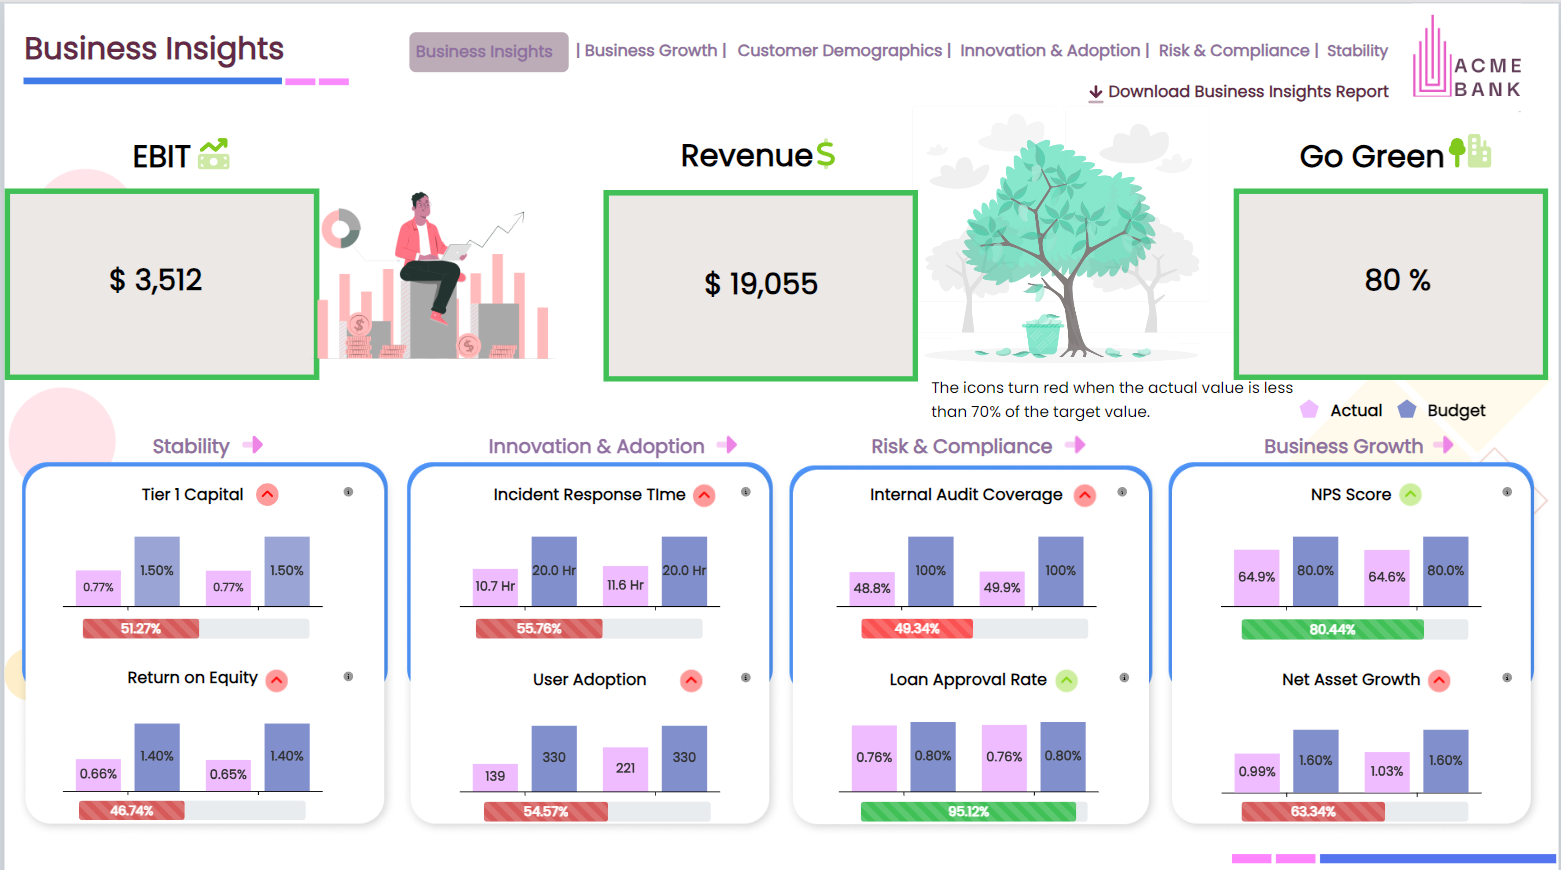 Business Insights
Business Insights | Business Growth | Customer Demographics | Innovation & Adoption | Risk & Compliance | Stability
Download Business Insights Report
ACME
BANK
EBIT
Revenue $
Go Green
$ 3,512
$ 19,055
80 %
The icons turn red when the actual value is less
than 70% of the target value.
Actual Budget
Stability
Innovation & Adoption
Risk & Compliance
Business Growth
Tier 1 Capital
0.77% 1.50% 0.77% 1.50%
51.27%
Incident Response TIme
10.7 Hr 20.0 Hr 11.6 Hr 20.0 Hr
55.76%
Internal Audit Coverage
48.8% 100% 49.9% 100%
49.34%
NPS Score
64.9% 80.0% 64.6% 80.0%
80.44%
Return on Equity
0.66% 1.40% 0.65% 1.40%
46.74%
User Adoption
139 330 221 330
54.57%
Loan Approval Rate
0.76% 0.80% 0.76% 0.80%
95.12%
Net Asset Growth
0.99% 1.60% 1.03% 1.60%
63.34%